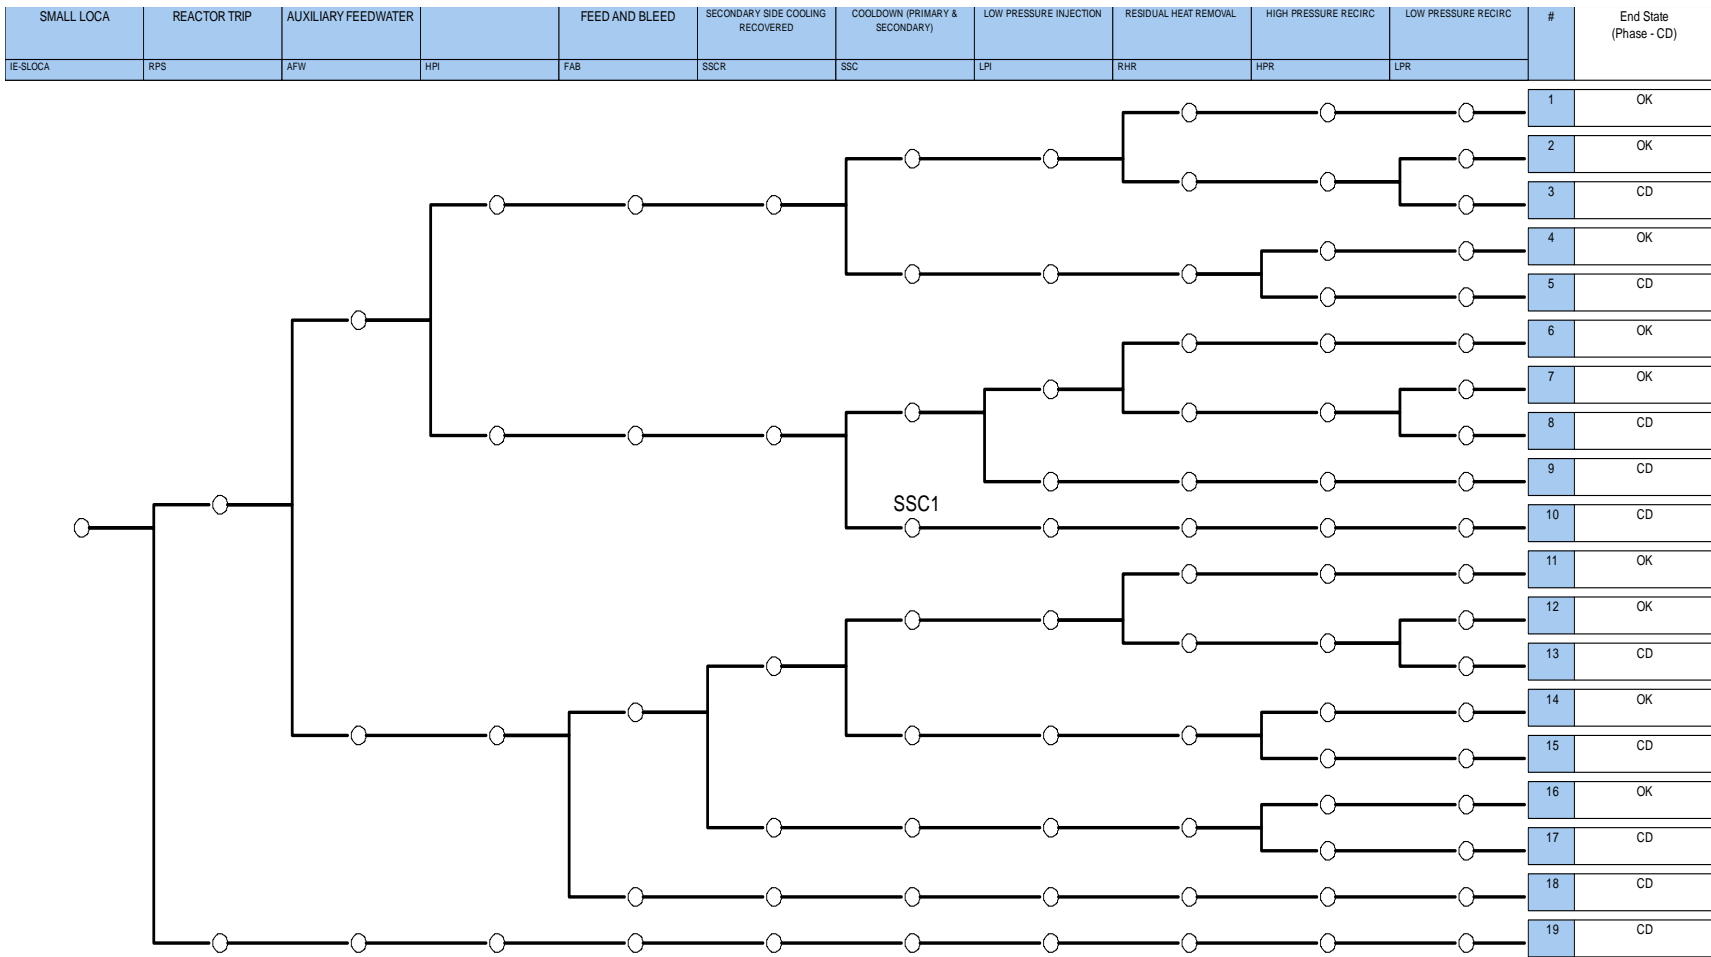 SMALL LOCA
REACTOR TRIP
AUXILIARY FEEDWATER
FEED AND BLEED
SECONDARY SIDE COOLING
RECOVERED
COOLDOWN (PRIMARY &
SECONDARY)
LOW PRESSURE INJECTION
RESIDUAL HEAT REMOVAL
HIGH PRESSURE RECIRC
LOW PRESSURE RECIRC
#
End State
(Phase - CD)
IE-SLOCA
RPS
AFW
HPI
FAB
SSCR
SSC
LPI
RHR
HPR
LPR
1 OK
2 OK
3 CD
4 OK
5 CD
6 OK
7 OK
8 CD
9 CD
SSC1
10 CD
11 OK
12 OK
13 CD
14 OK
15 CD
16 OK
17 CD
18 CD
19 CD